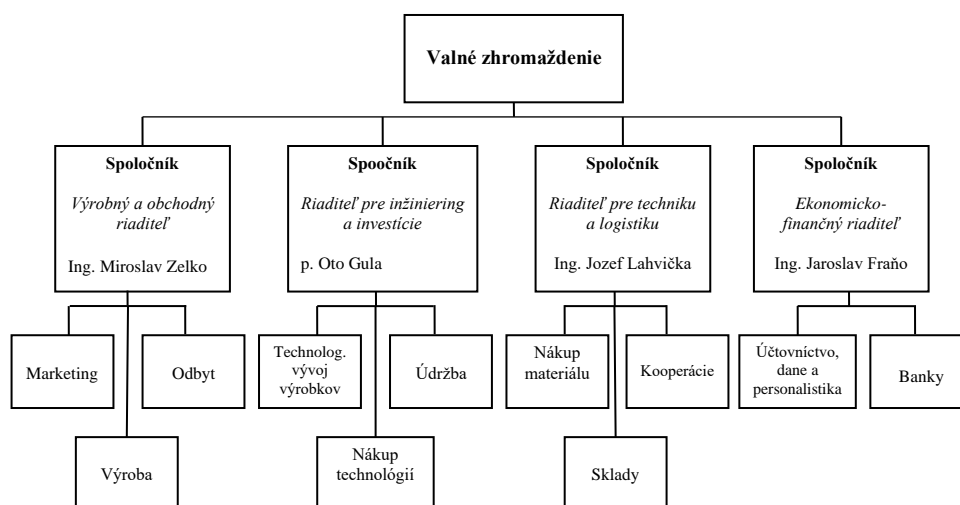 Valné zhromaždenie
Spoločník
Výrobný a obchodný
riaditeľ
Ing. Miroslav Zelko
Spoočník
Riaditeľ pre inžiniering
a investície
p. Oto Gula
Spoločník
Riaditeľ pre techniku
a logistiku
Ing. Jozef Lahvička
Spoločník
Ekonomicko-
finančný riaditeľ
Ing. Jaroslav Fraňo
Marketing
Odbyt
Technolog.
vývoj
výrobkov
Údržba
Nákup
materiálu
Kooperácie
Účtovníctvo,
dane a
personalistika
Banky
Výroba
Nákup
technológií
Sklady